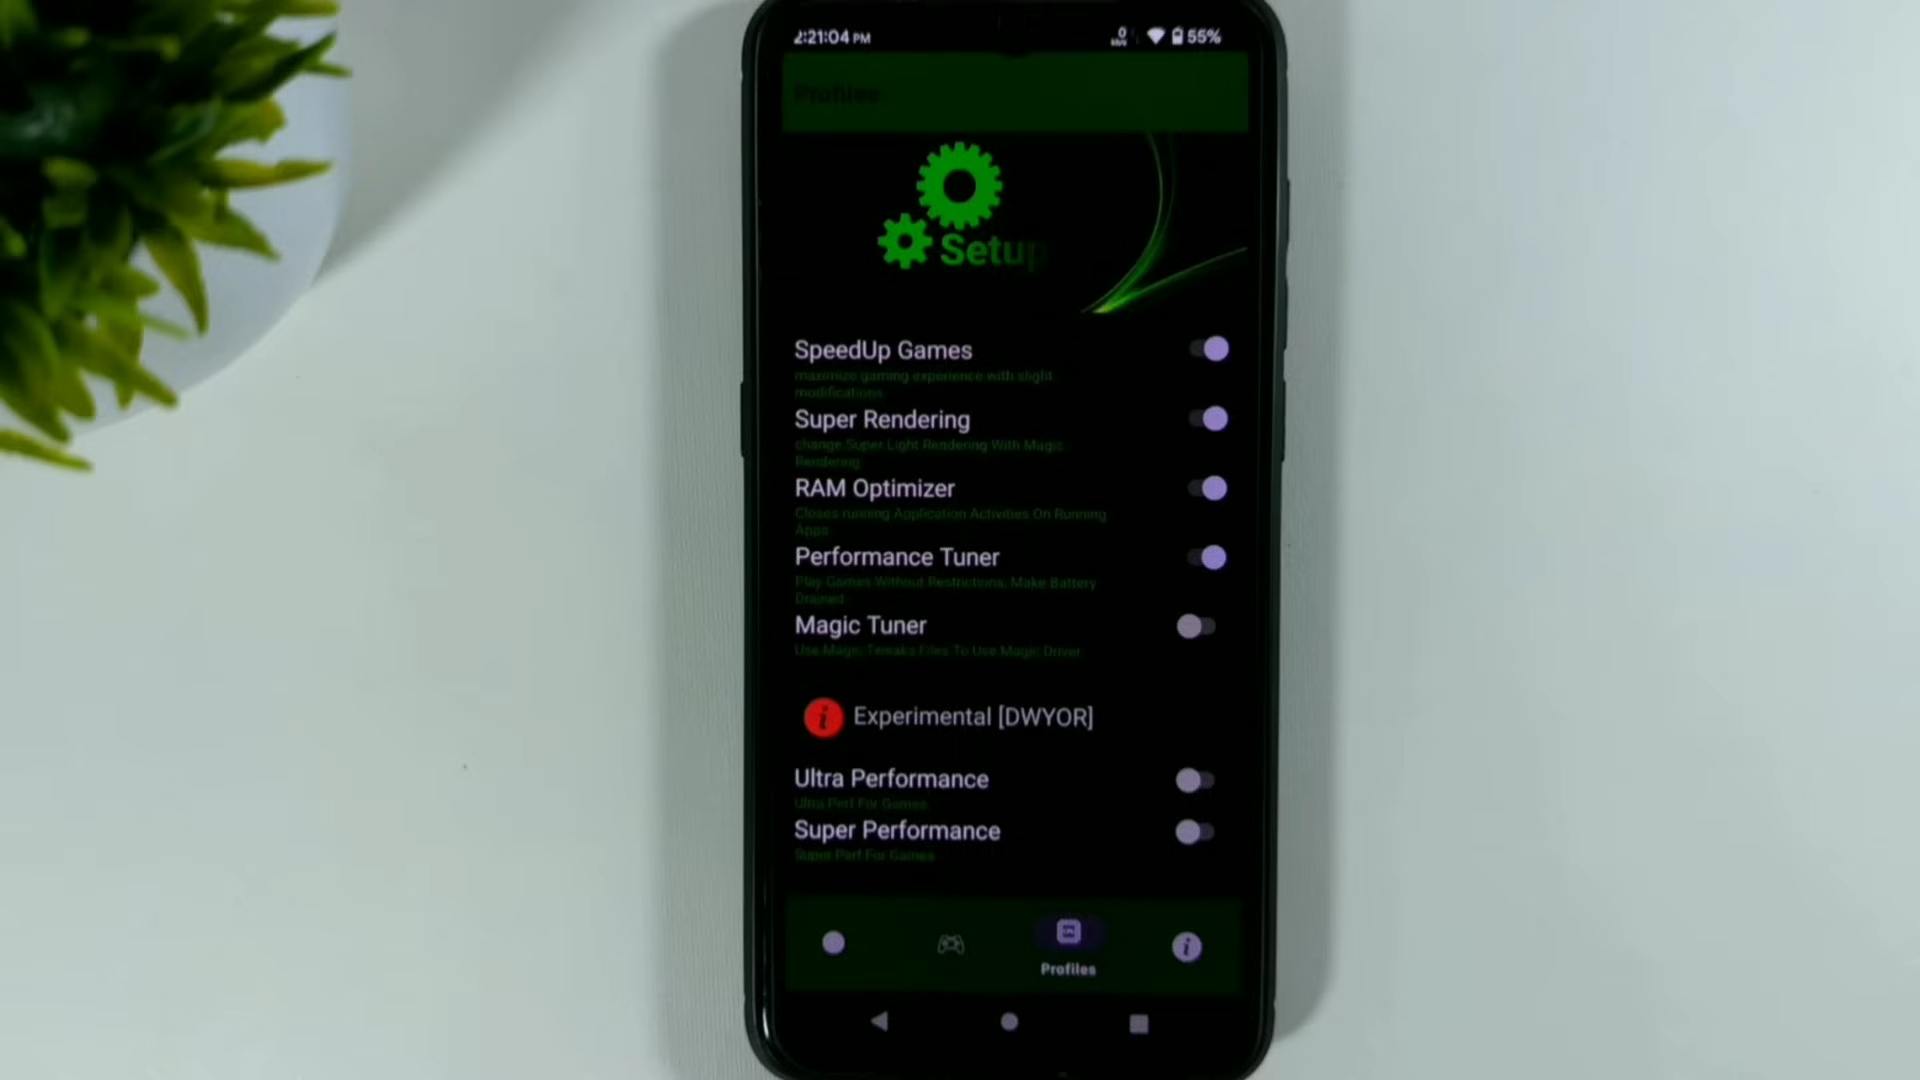 2:21:04 PM
0
55%
Profiles
Setup
SpeedUp Games
maximize gaming experience with slight
modifications
Super Rendering
change Super Light Rendering With Magic
Rendering
RAM Optimizer
Closes running Application Activities On Running
Apps
Performance Tuner
Play Games Without Restrictions, Make Battery
Drained
Magic Tuner
Use Magic Tweaks Files To Use Magic Driver
i Experimental [DWYOR]
Ultra Performance
Ultra Perf For Games
Super Performance
Super Perf For Games
i
Profiles